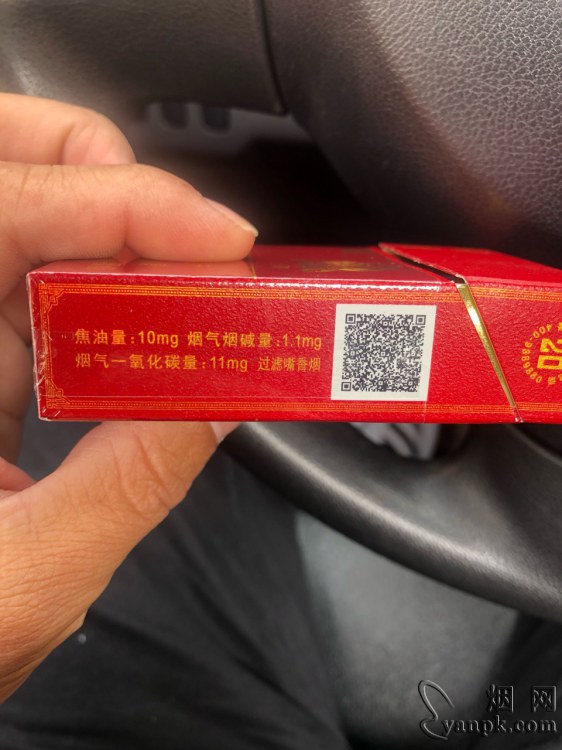 焦油量:10mg 烟气烟碱量:1.1mg
烟气一氧化碳量:11mg 过滤嘴香烟
20
烟网
yanpk.com